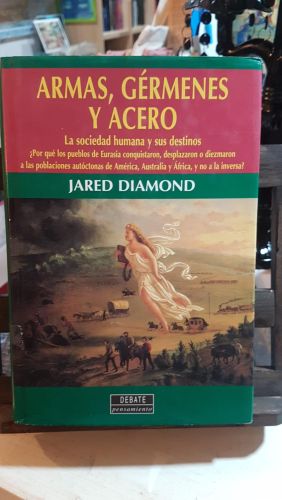 ARMAS, GÉRMENES
Y ACERO
La sociedad humana y sus destinos
¿Por qué los pueblos de Eurasia conquistaron, desplazaron o diezmaron
a las poblaciones autóctonas de América, Australia y África, y no a la inversa?
JARED DIAMOND
DEBATE
pensamiento